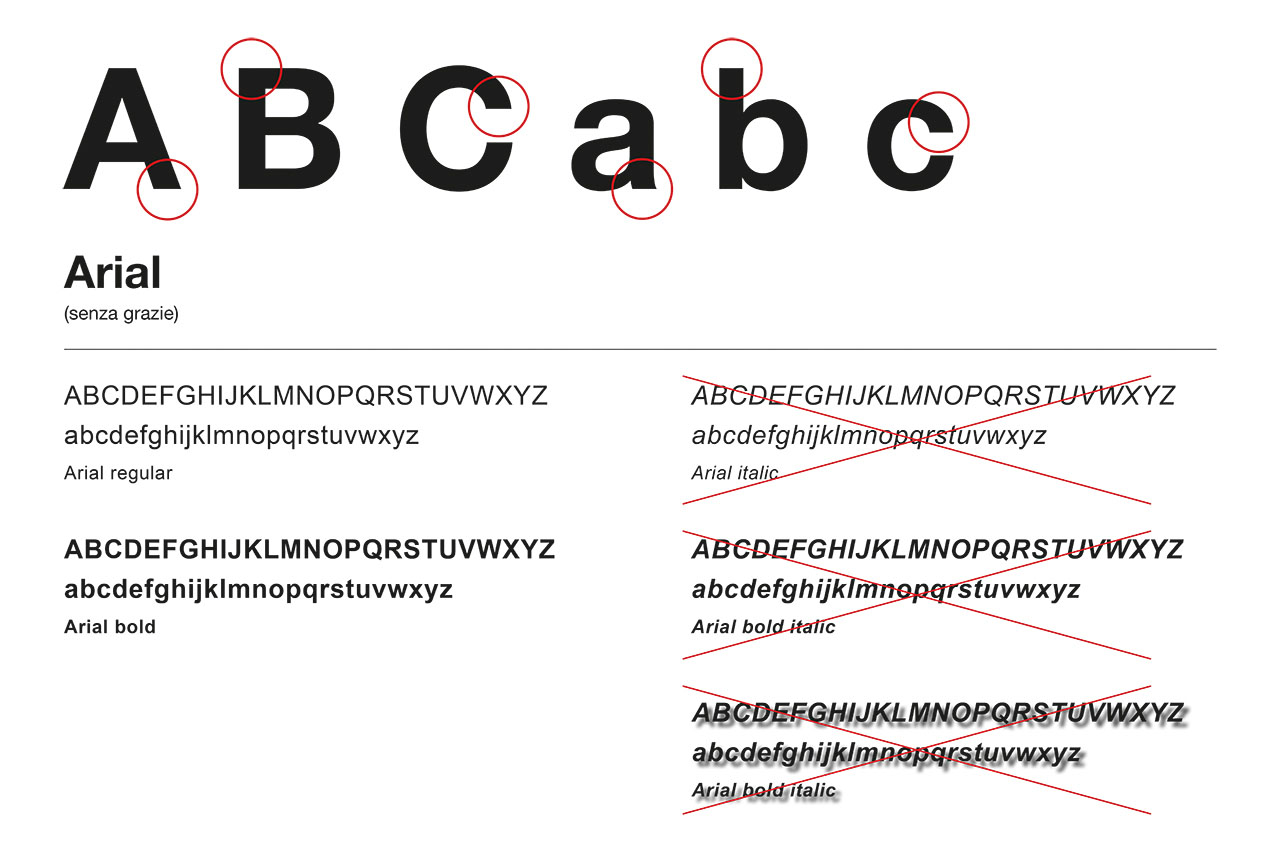 ABCabc
Arial
(senza grazie)
ABCDEFGHIJKLMNOPQRSTUVWXYZ
abcdefghijklmnopqrstuvwxyz
Arial regular
ABCDEFGHIJKLMNOPQRSTUVWXYZ
abcdefghijklmnopqrstuvwxyz
Arial bold
ABCDEFGHIJKLMNOPQRSTUVWXYZ
abcdefghijklmnopqrstuvwxyz
Arial italic
ABCDEFGHIJKLMNOPQRSTUVWXYZ
abcdefghijklmnopqrstuvwxyz
Arial bold italic
ABCDEFGHIJKLMNOPQRSTUVWXYZ
abcdefghijklmnopqrstuvwxyz
Arial bold italic